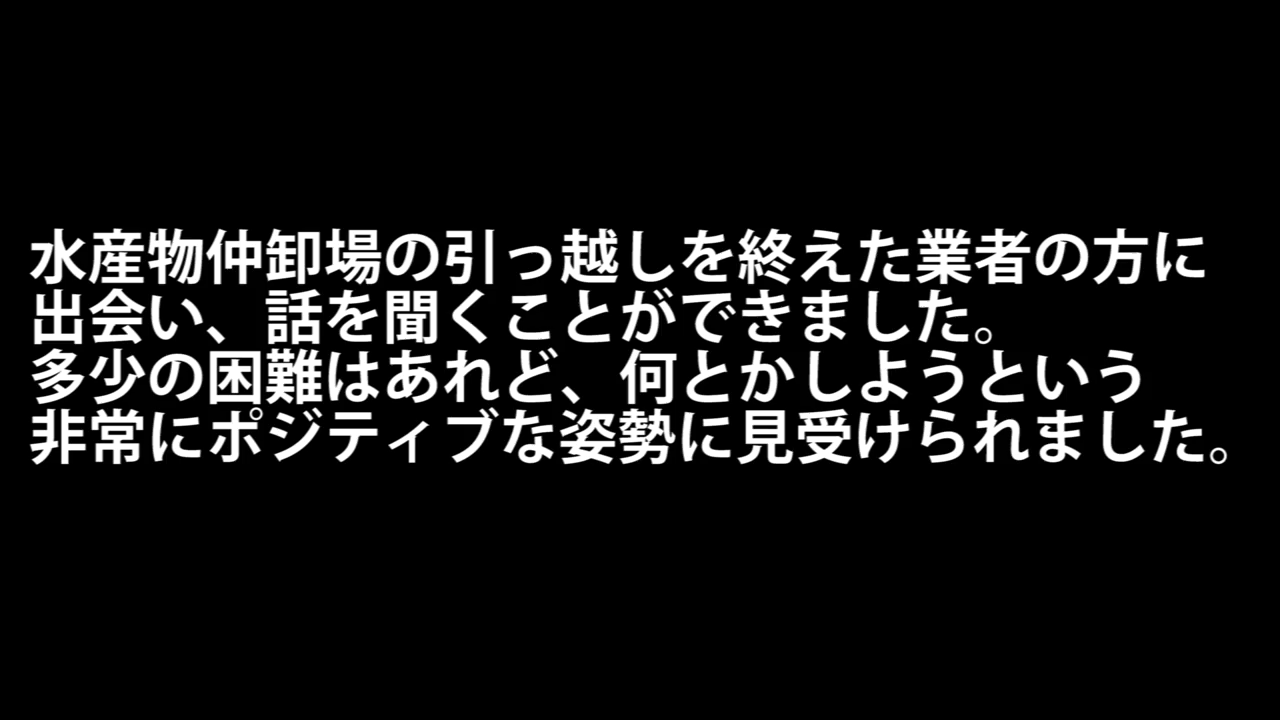 水産物仲卸場の引っ越しを終えた業者の方に
出会い、話を聞くことができました。
多少の困難はあれど、何とかしようという
非常にポジティブな姿勢に見受けられました。